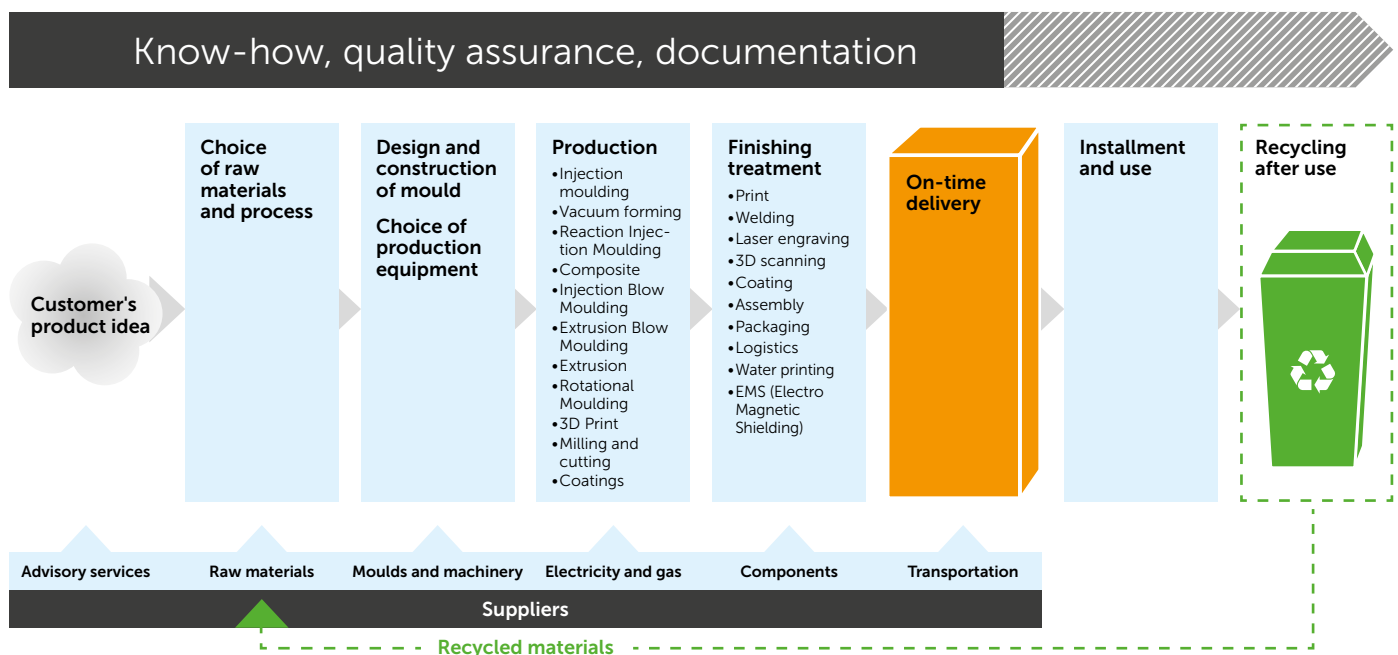 Know-how, quality assurance, documentation
Customer's
product idea
Choice
of raw
materials
and process
Design and
construction
of mould
Choice of
production
equipment
Production
•Injection
moulding
•Vacuum forming
•Reaction Injec-
tion Moulding
•Composite
•Injection Blow
Moulding
•Extrusion Blow
Moulding
•Extrusion
•Rotational
Moulding
•3D Print
•Milling and
cutting
•Coatings
Finishing
treatment
•Print
•Welding
•Laser engraving
•3D scanning
•Coating
•Assembly
•Packaging
•Logistics
•Water printing
•EMS (Electro
Magnetic
Shielding)
On-time
delivery
Installment
and use
Recycling
after use
Advisory services
Raw materials
Moulds and machinery
Electricity and gas
Components
Transportation
Suppliers
Recycled materials